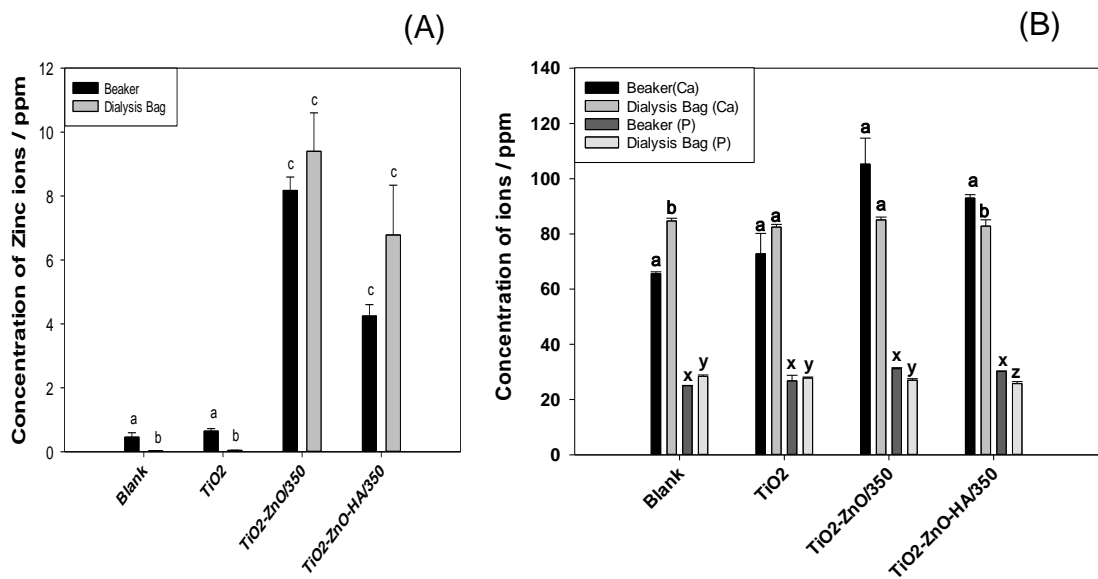 (A)
Concentration of Zinc ions / ppm
12
10
8
6
4
2
0
Beaker
Dialysis Bag
a
b
a
b
c
c
c
c
Blank
TiO2
TiO2-ZnO/350
TiO2-ZnO-HA/350
(B)
Concentration of ions / ppm
140
120
100
80
60
40
20
0
Beaker(Ca)
Dialysis Bag (Ca)
Beaker (P)
Dialysis Bag (P)
a
b
x
y
a
a
x
y
a
a
x
y
a
b
x
z
Blank
TiO2
TiO2-ZnO/350
TiO2-ZnO-HA/350